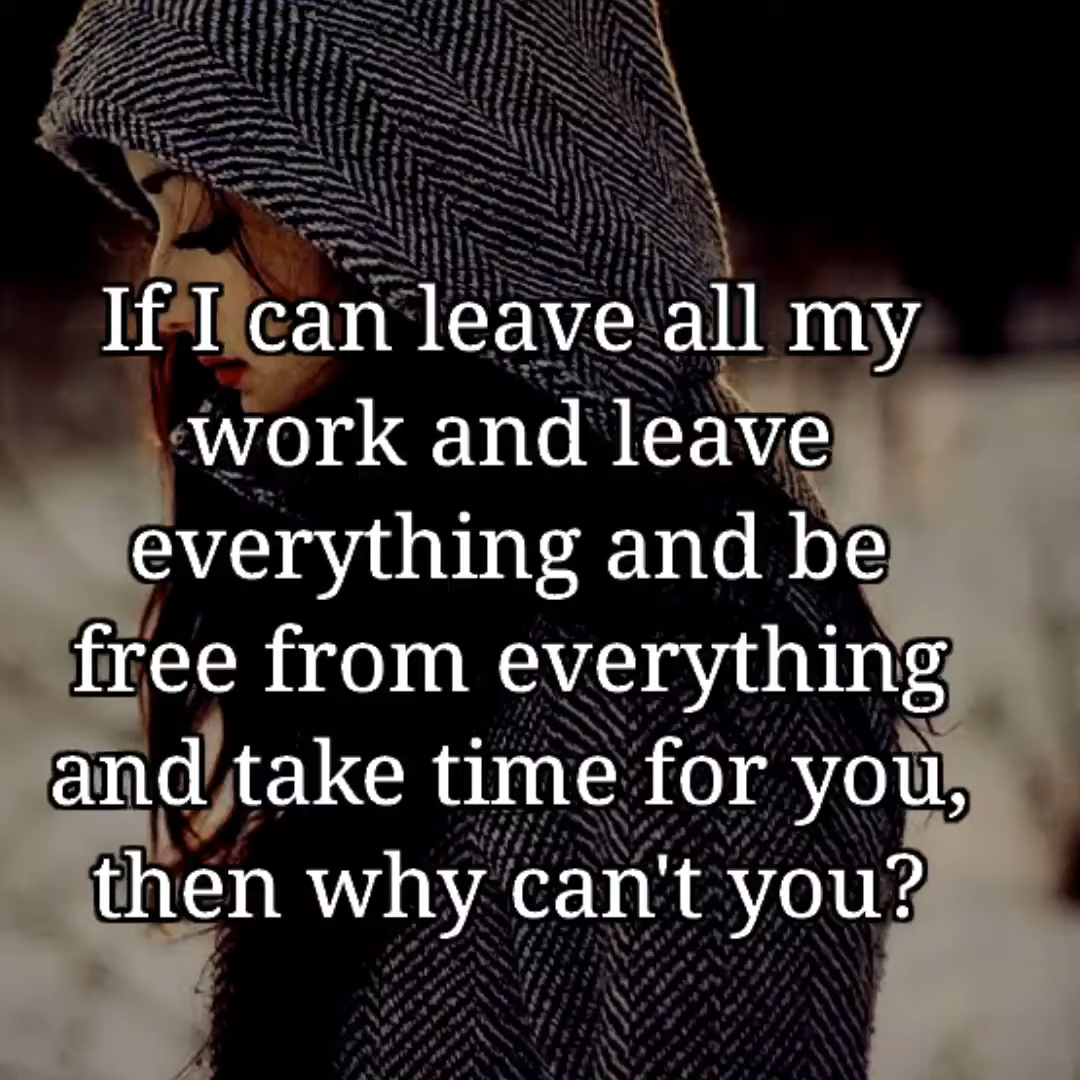 If I can leave all my
work and leave
everything and be
free from everything
and take time for you,
then why can't you?